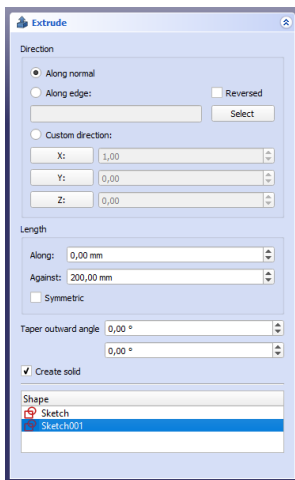 Extrude
Direction
Along normal
Along edge: Reversed
Select
Custom direction:
X: 1,00
Y: 0,00
Z: 0,00
Length
Along: 0,00 mm
Against: 200,00 mm
Symmetric
Taper outward angle 0,00 °
0,00 °
Create solid
Shape
Sketch
Sketch001